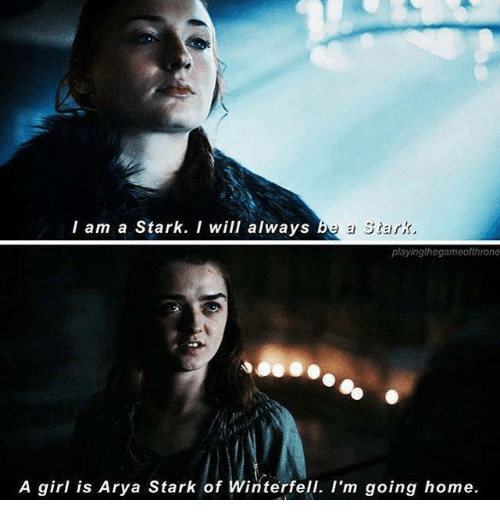 I am a Stark. I will always be a Stark.
playingthegameofthrone
A girl is Arya Stark of Winterfell. I'm going home.